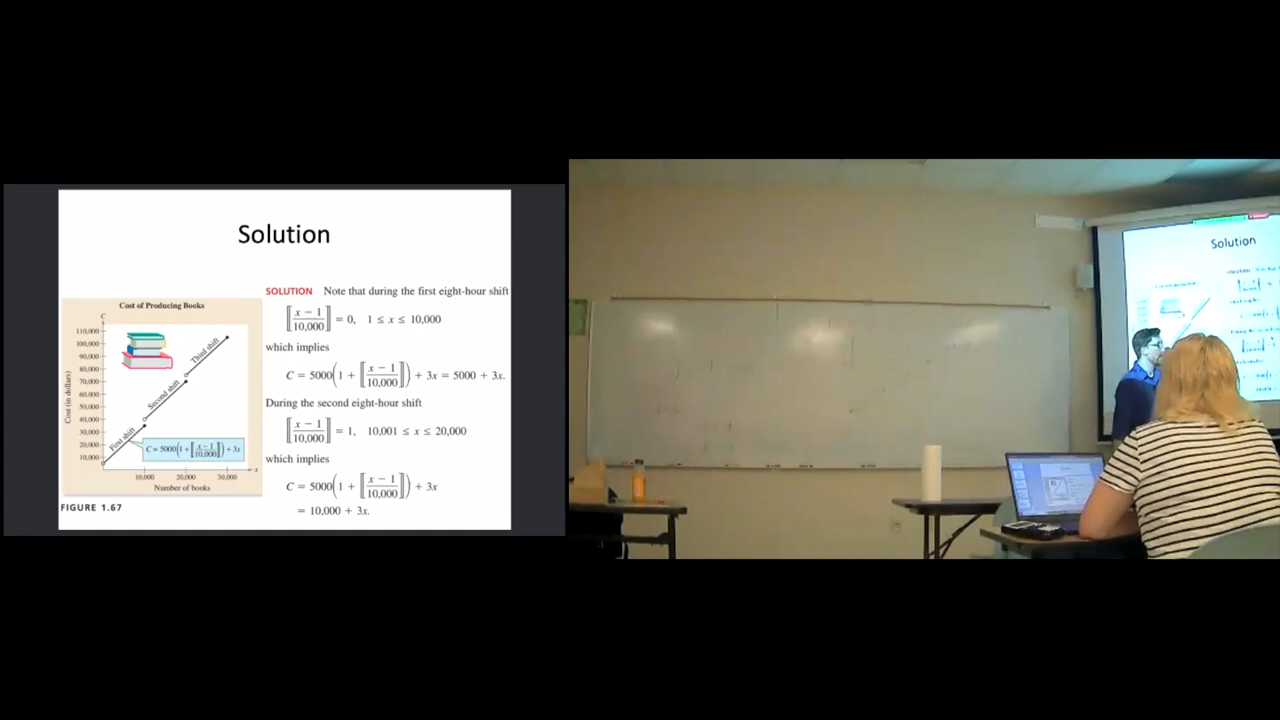 Solution
SOLUTION Note that during the first eight-hour shift
⟦(x − 1)/10,000⟧ = 0, 1 ≤ x ≤ 10,000
which implies
C = 5000(1 + ⟦(x − 1)/10,000⟧) + 3x = 5000 + 3x.
During the second eight-hour shift
⟦(x − 1)/10,000⟧ = 1, 10,001 ≤ x ≤ 20,000
which implies
C = 5000(1 + ⟦(x − 1)/10,000⟧) + 3x
= 10,000 + 3x.
Cost of Producing Books
C
110,000
100,000
90,000
80,000
70,000
60,000
50,000
40,000
30,000
20,000
10,000
Cost (in dollars)
First shift
Second shift
Third shift
C = 5000(1 + ⟦(x − 1)/10,000⟧) + 3x
x
10,000 20,000 30,000
Number of books
FIGURE 1.67
Solution